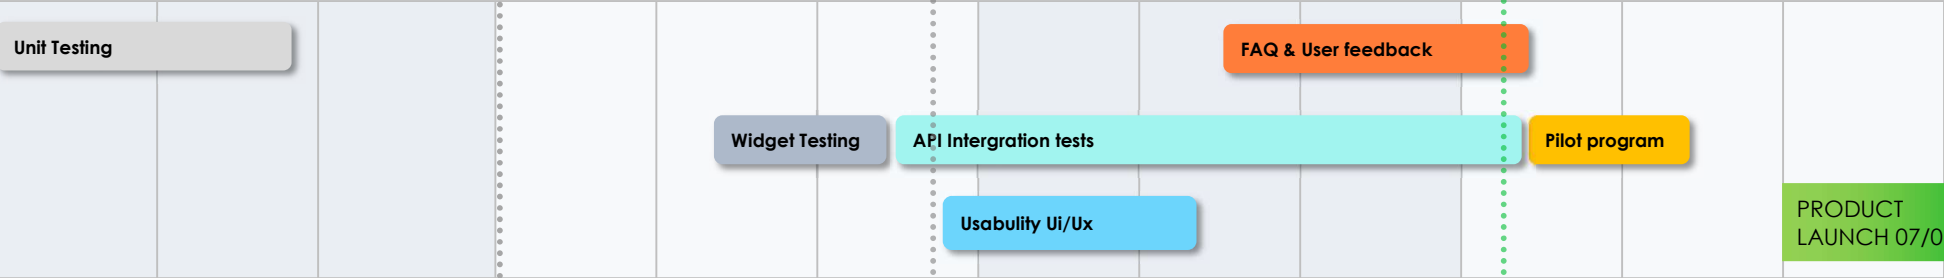 Unit Testing
FAQ & User feedback
Widget Testing
API Intergration tests
Pilot program
Usabulity Ui/Ux
PRODUCT
LAUNCH 07/0